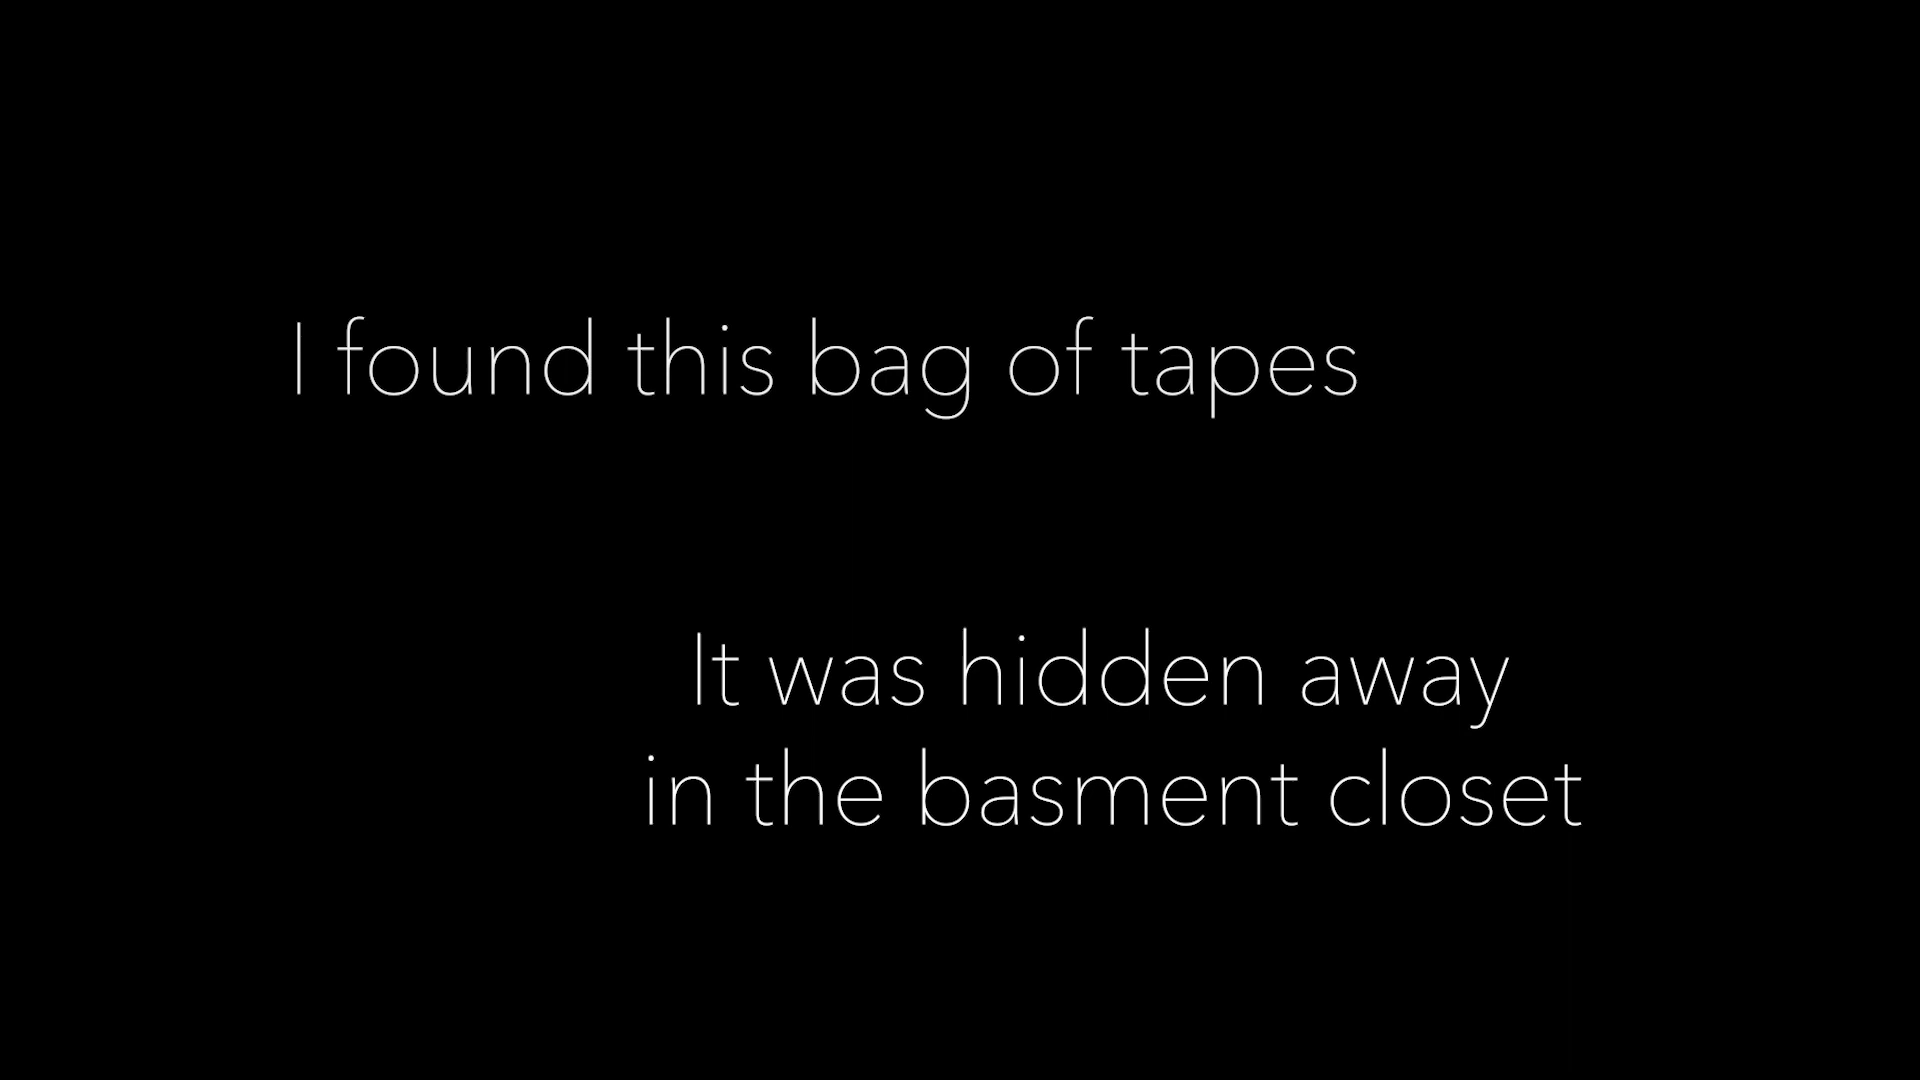 I found this bag of tapes
It was hidden away
in the basment closet